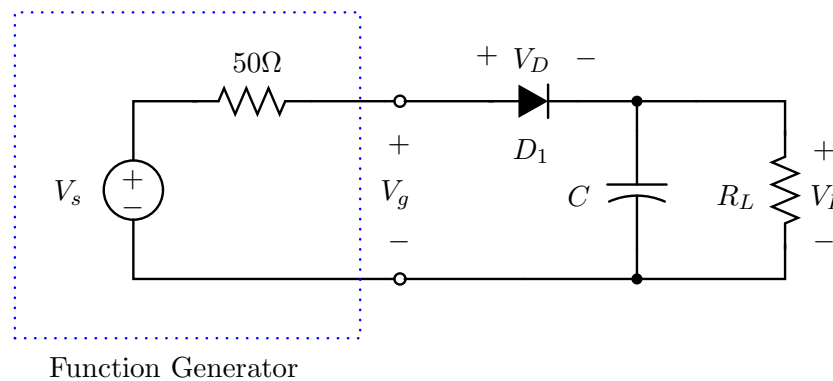 50Ω
+ V_D −
D_1
V_s
+
−
+
V_g
−
C
R_L
+
−
Function Generator